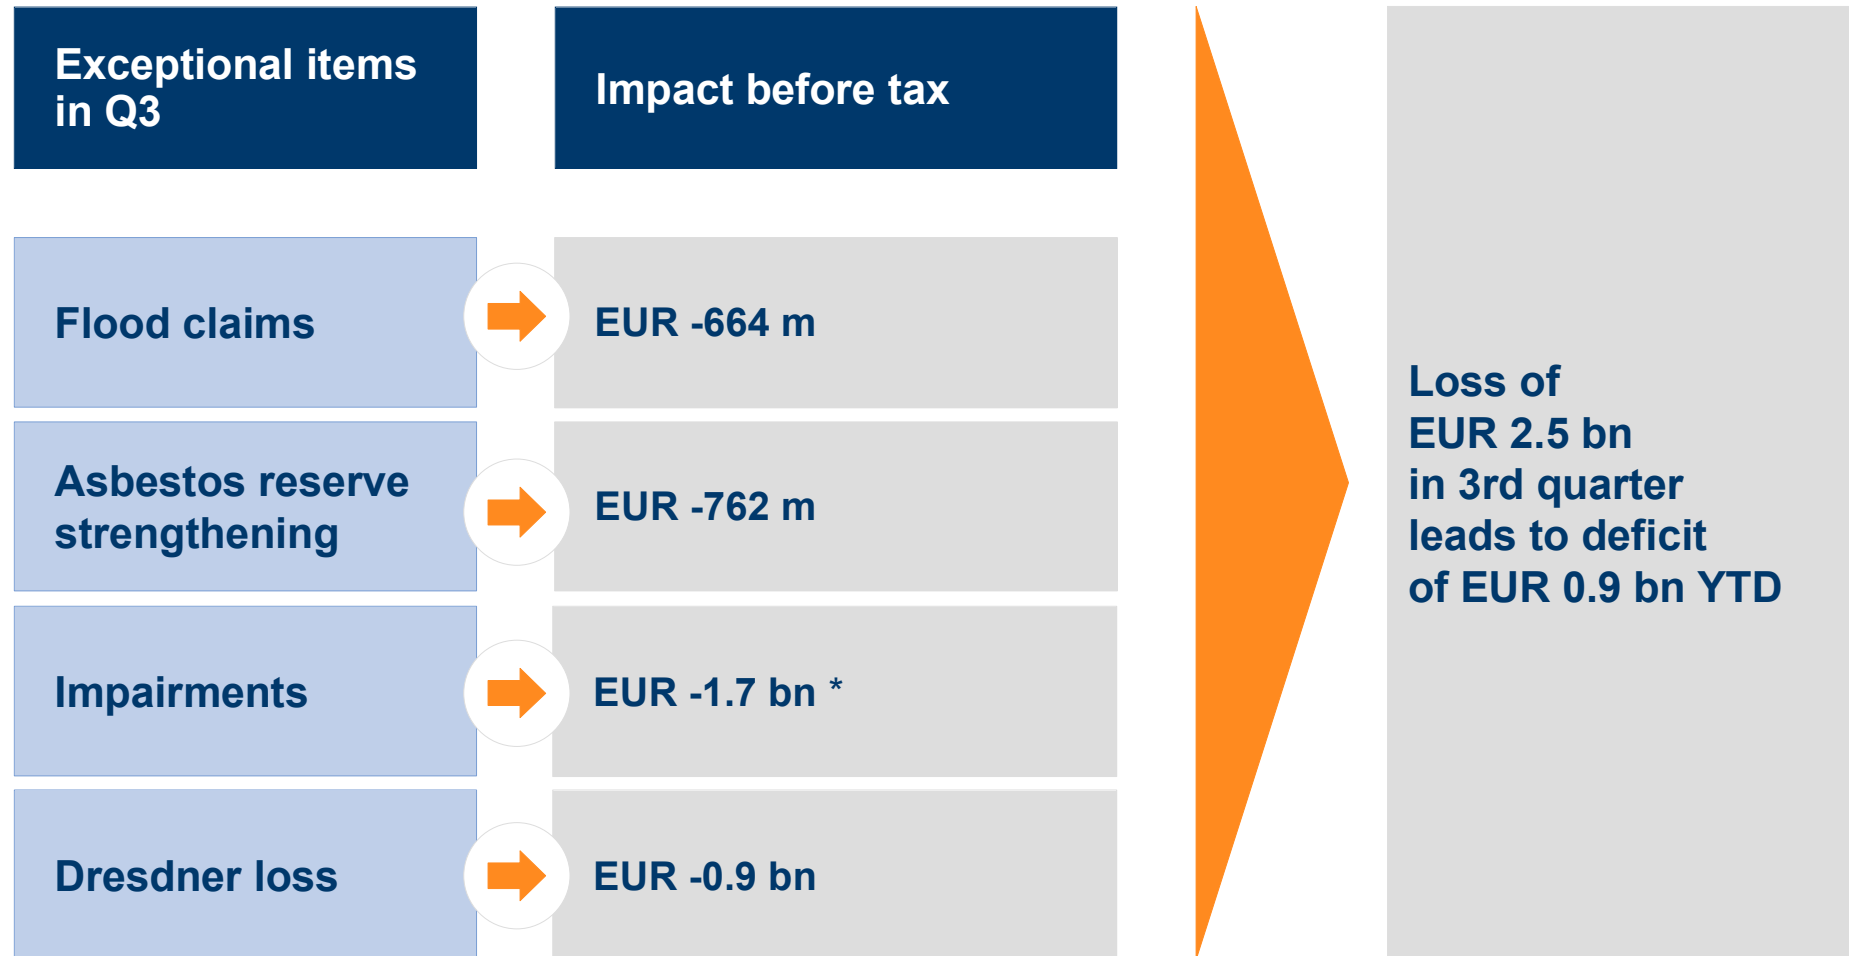 Exceptional items
in Q3
Impact before tax
Flood claims
EUR -664 m
Asbestos reserve
strengthening
EUR -762 m
Impairments
EUR -1.7 bn *
Dresdner loss
EUR -0.9 bn
Loss of
EUR 2.5 bn
in 3rd quarter
leads to deficit
of EUR 0.9 bn YTD